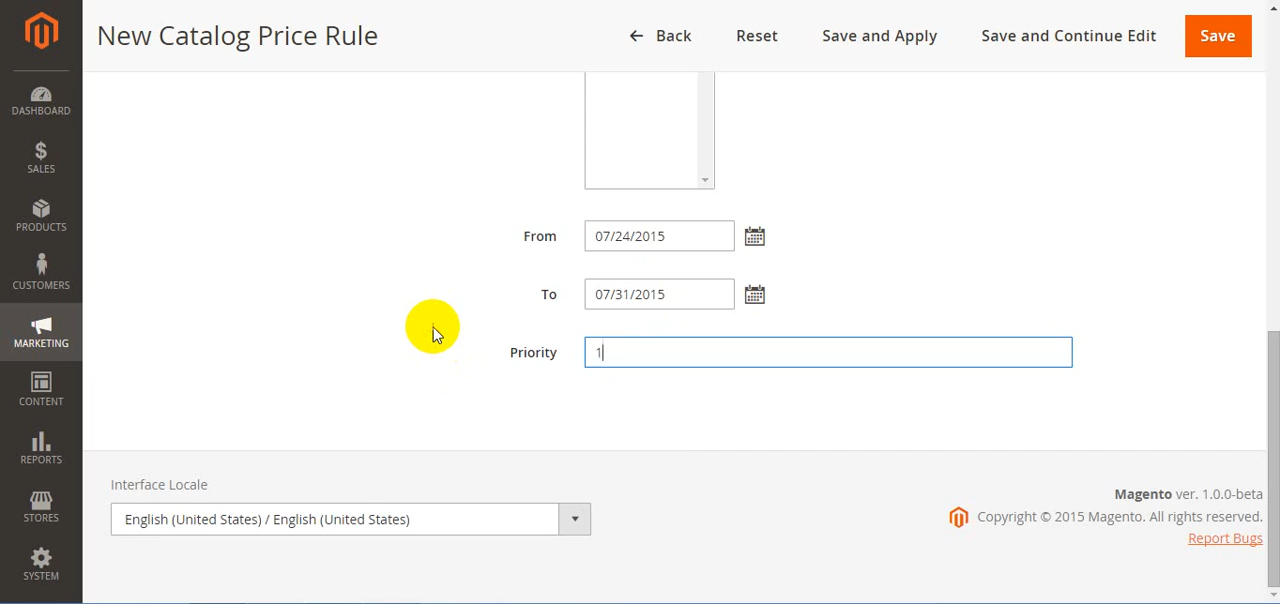 New Catalog Price Rule
Back
Reset
Save and Apply
Save and Continue Edit
Save
DASHBOARD
$
SALES
PRODUCTS
CUSTOMERS
MARKETING
CONTENT
REPORTS
STORES
SYSTEM
From
07/24/2015
To
07/31/2015
Priority
1
Interface Locale
English (United States) / English (United States)
Magento ver. 1.0.0-beta
Copyright © 2015 Magento. All rights reserved.
Report Bugs